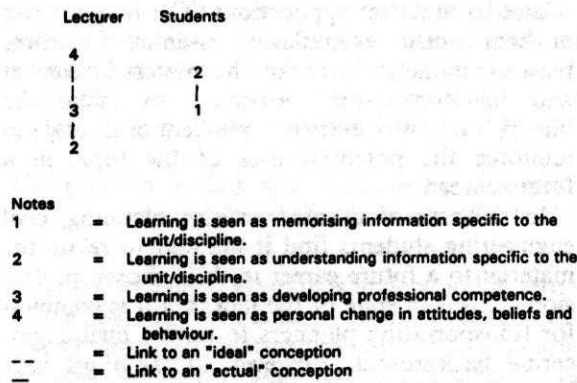 Lecturer Students
4
2
3 1
2
Notes
1 = Learning is seen as memorising information specific to the
unit/discipline.
2 = Learning is seen as understanding information specific to the
unit/discipline.
3 = Learning is seen as developing professional competence.
4 = Learning is seen as personal change in attitudes, beliefs and
behaviour.
-- = Link to an "ideal" conception
— = Link to an "actual" conception